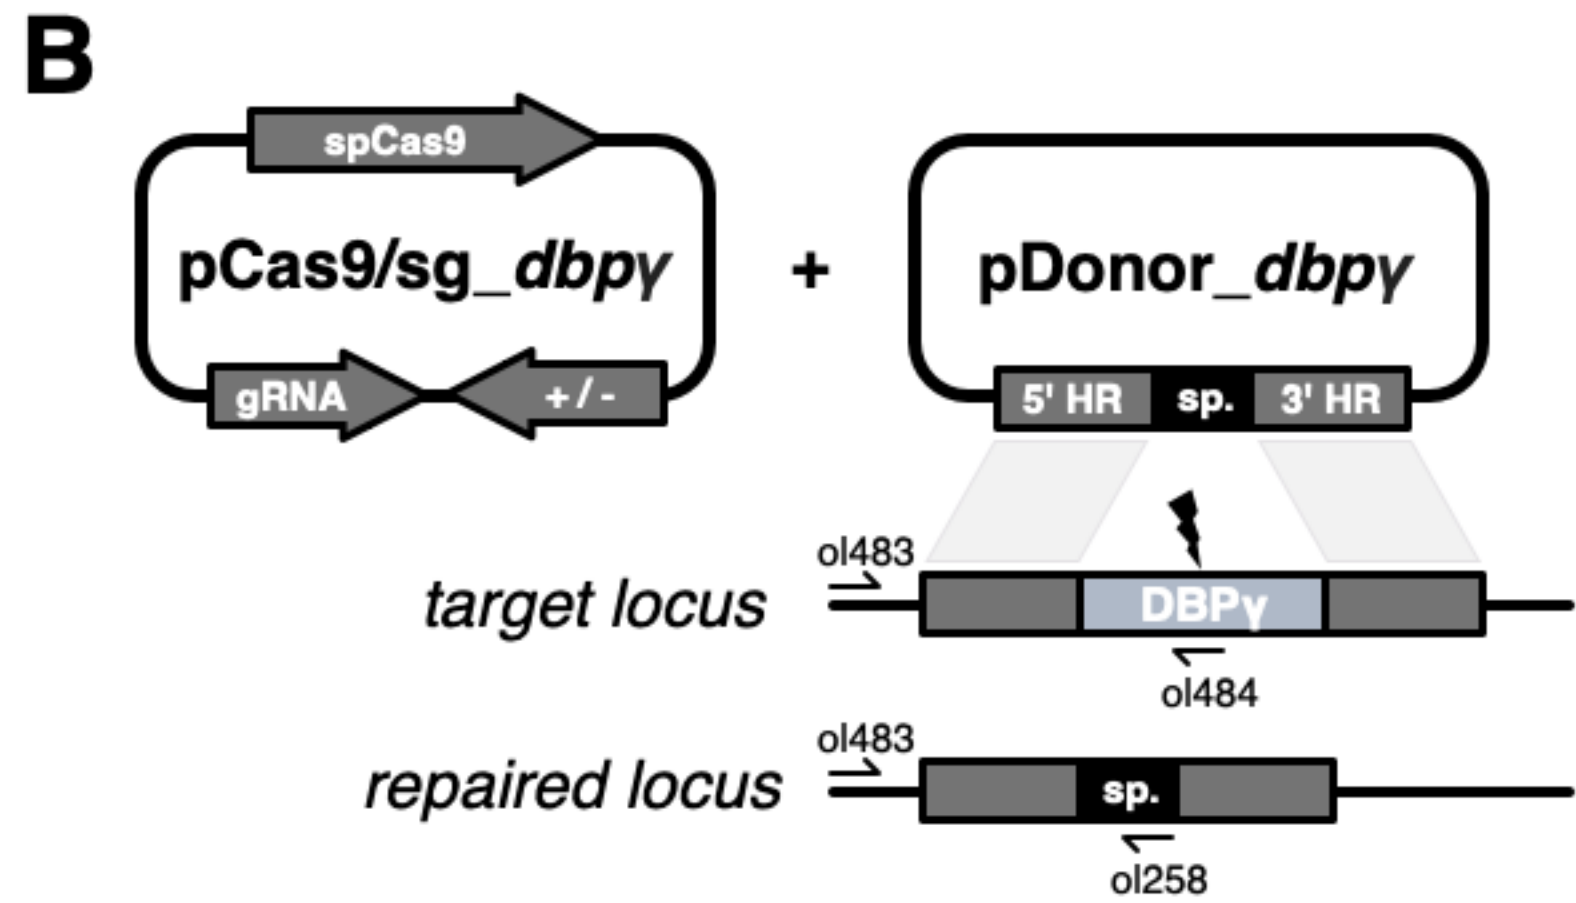 B
spCas9
pCas9/sg_dbpγ
+
pDonor_dbpγ
gRNA
+/-
5' HR
sp.
3' HR
ol483
target locus
DBPγ
ol484
ol483
repaired locus
sp.
ol258